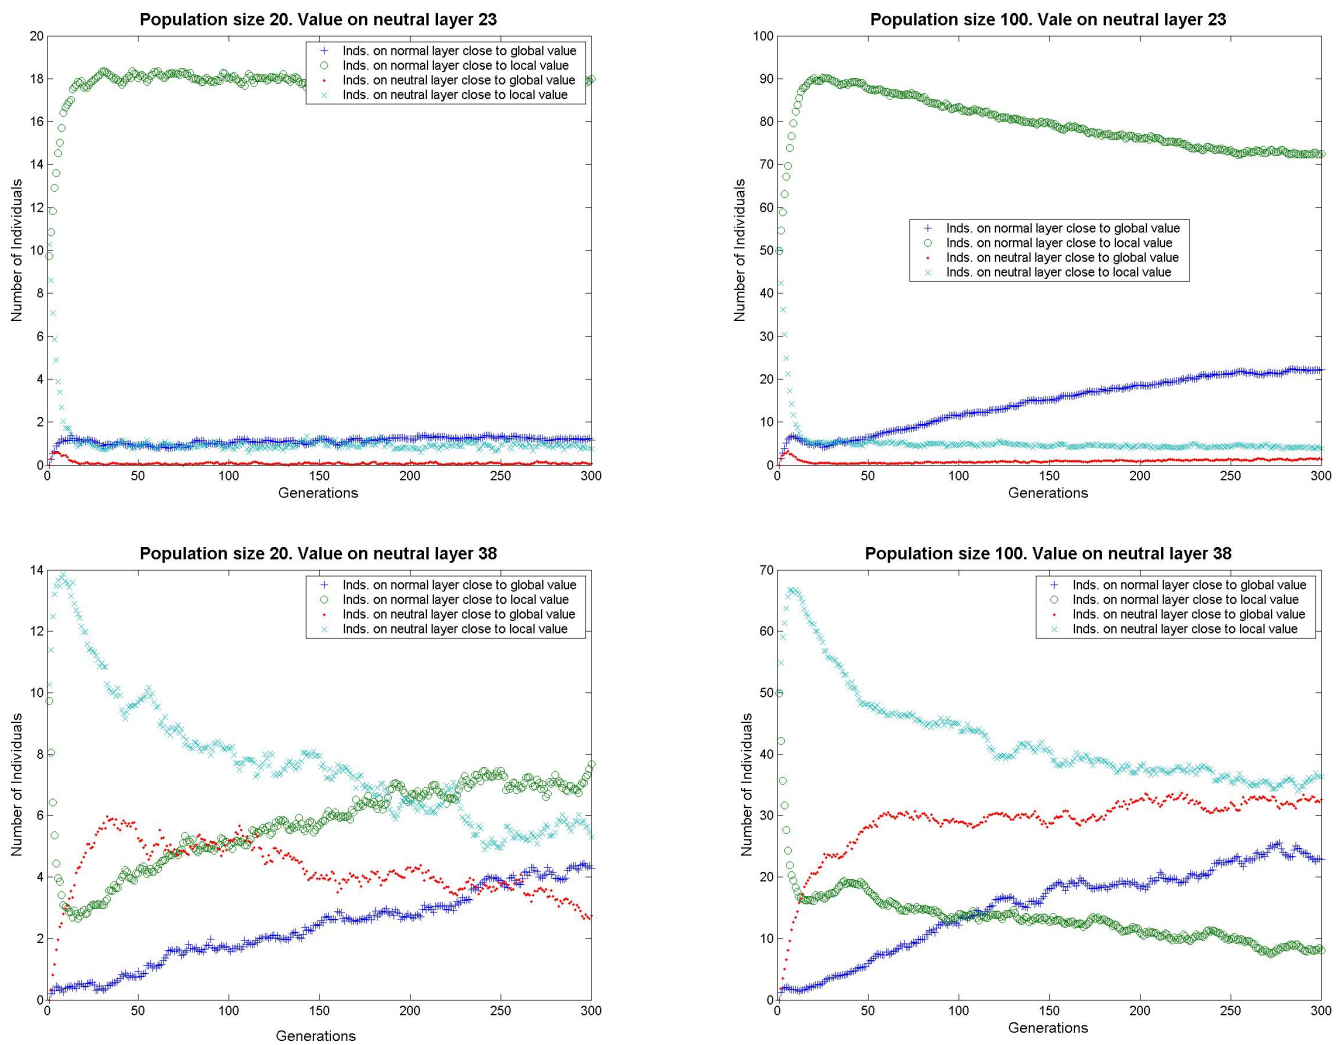 Population size 20. Value on neutral layer 23
Number of Individuals
20
18
16
14
12
10
8
6
4
2
0
Inds. on normal layer close to global value
Inds. on normal layer close to local value
Inds. on neutral layer close to global value
Inds. on neutral layer close to local value
0 50 100 150 200 250 300
Generations
Population size 100. Vale on neutral layer 23
Number of Individuals
100
90
80
70
60
50
40
30
20
10
0
Inds. on normal layer close to global value
Inds. on normal layer close to local value
Inds. on neutral layer close to global value
Inds. on neutral layer close to local value
0 50 100 150 200 250 300
Generations
Population size 20. Value on neutral layer 38
Number of Individuals
14
12
10
8
6
4
2
0
Inds. on normal layer close to global value
Inds. on normal layer close to local value
Inds. on neutral layer close to global value
Inds. on neutral layer close to local value
0 50 100 150 200 250 300
Generations
Population size 100. Value on neutral layer 38
Number of Individuals
70
60
50
40
30
20
10
0
Inds. on normal layer close to global value
Inds. on normal layer close to local value
Inds. on neutral layer close to global value
Inds. on neutral layer close to local value
0 50 100 150 200 250 300
Generations